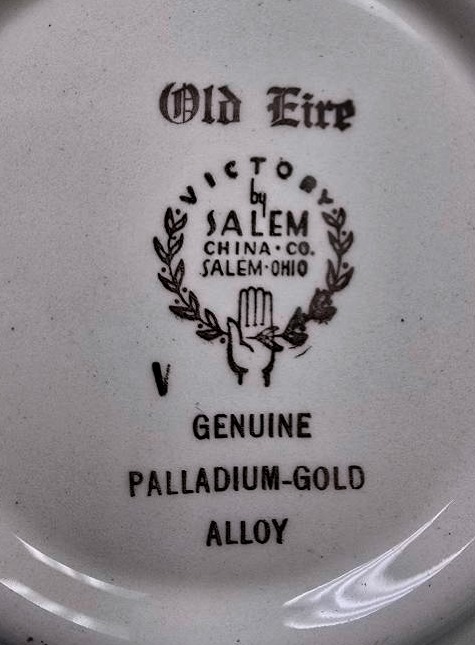 Old Eire
VICTORY
by
SALEM
CHINA·CO.
SALEM·OHIO
V
GENUINE
PALLADIUM-GOLD
ALLOY